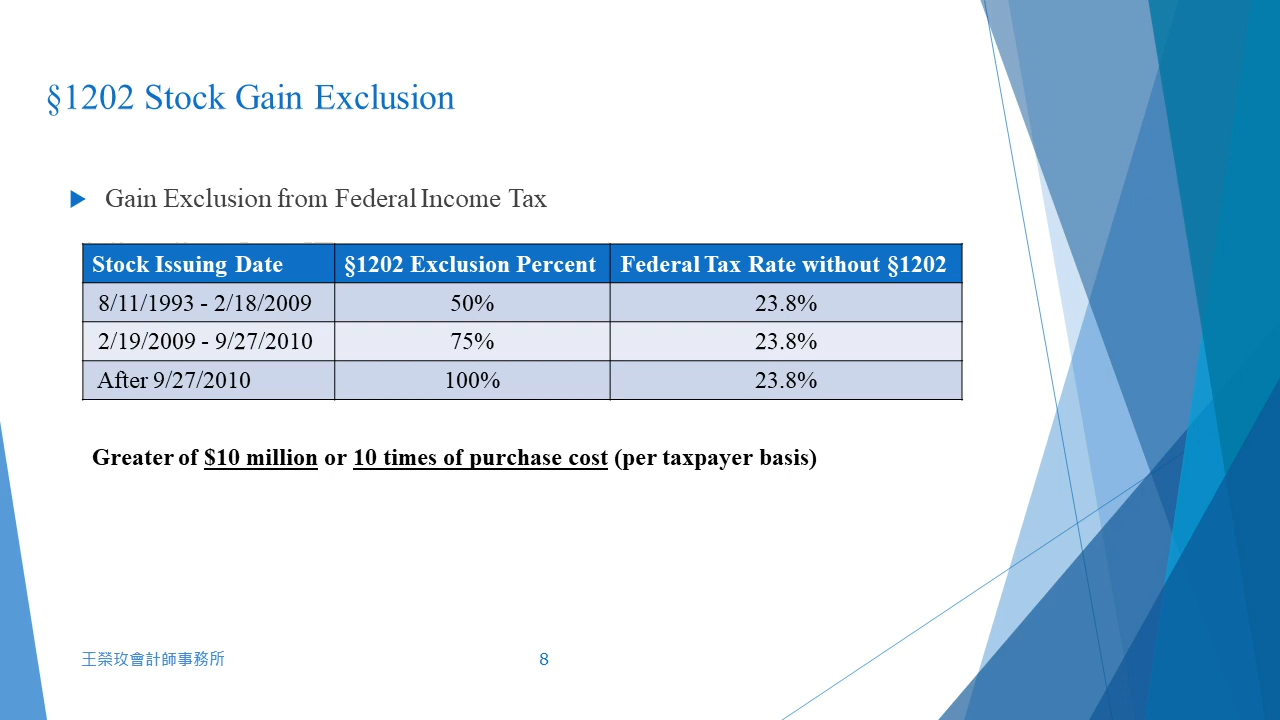 §1202 Stock Gain Exclusion
Gain Exclusion from Federal Income Tax
Stock Issuing Date §1202 Exclusion Percent Federal Tax Rate without §1202
8/11/1993 - 2/18/2009 50% 23.8%
2/19/2009 - 9/27/2010 75% 23.8%
After 9/27/2010 100% 23.8%
Greater of $10 million or 10 times of purchase cost (per taxpayer basis)
王榮玫會計師事務所 8